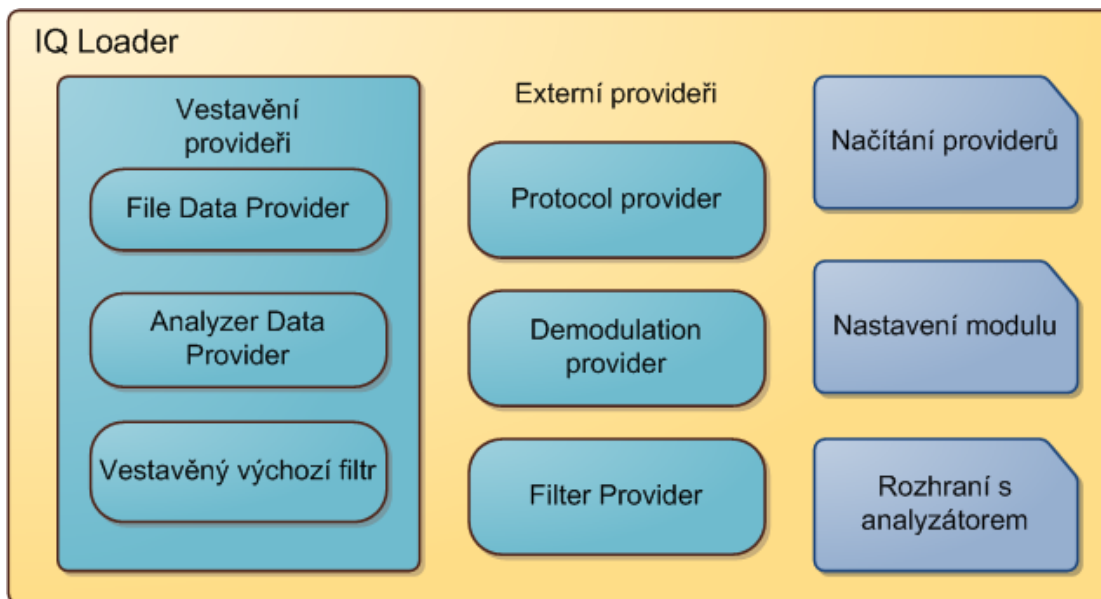 IQ Loader
Vestavění
provideři
File Data Provider
Analyzer Data
Provider
Vestavěný výchozí filtr
Externí provideři
Protocol provider
Demodulation
provider
Filter Provider
Načítání providerů
Nastavení modulu
Rozhraní s
analyzátorem